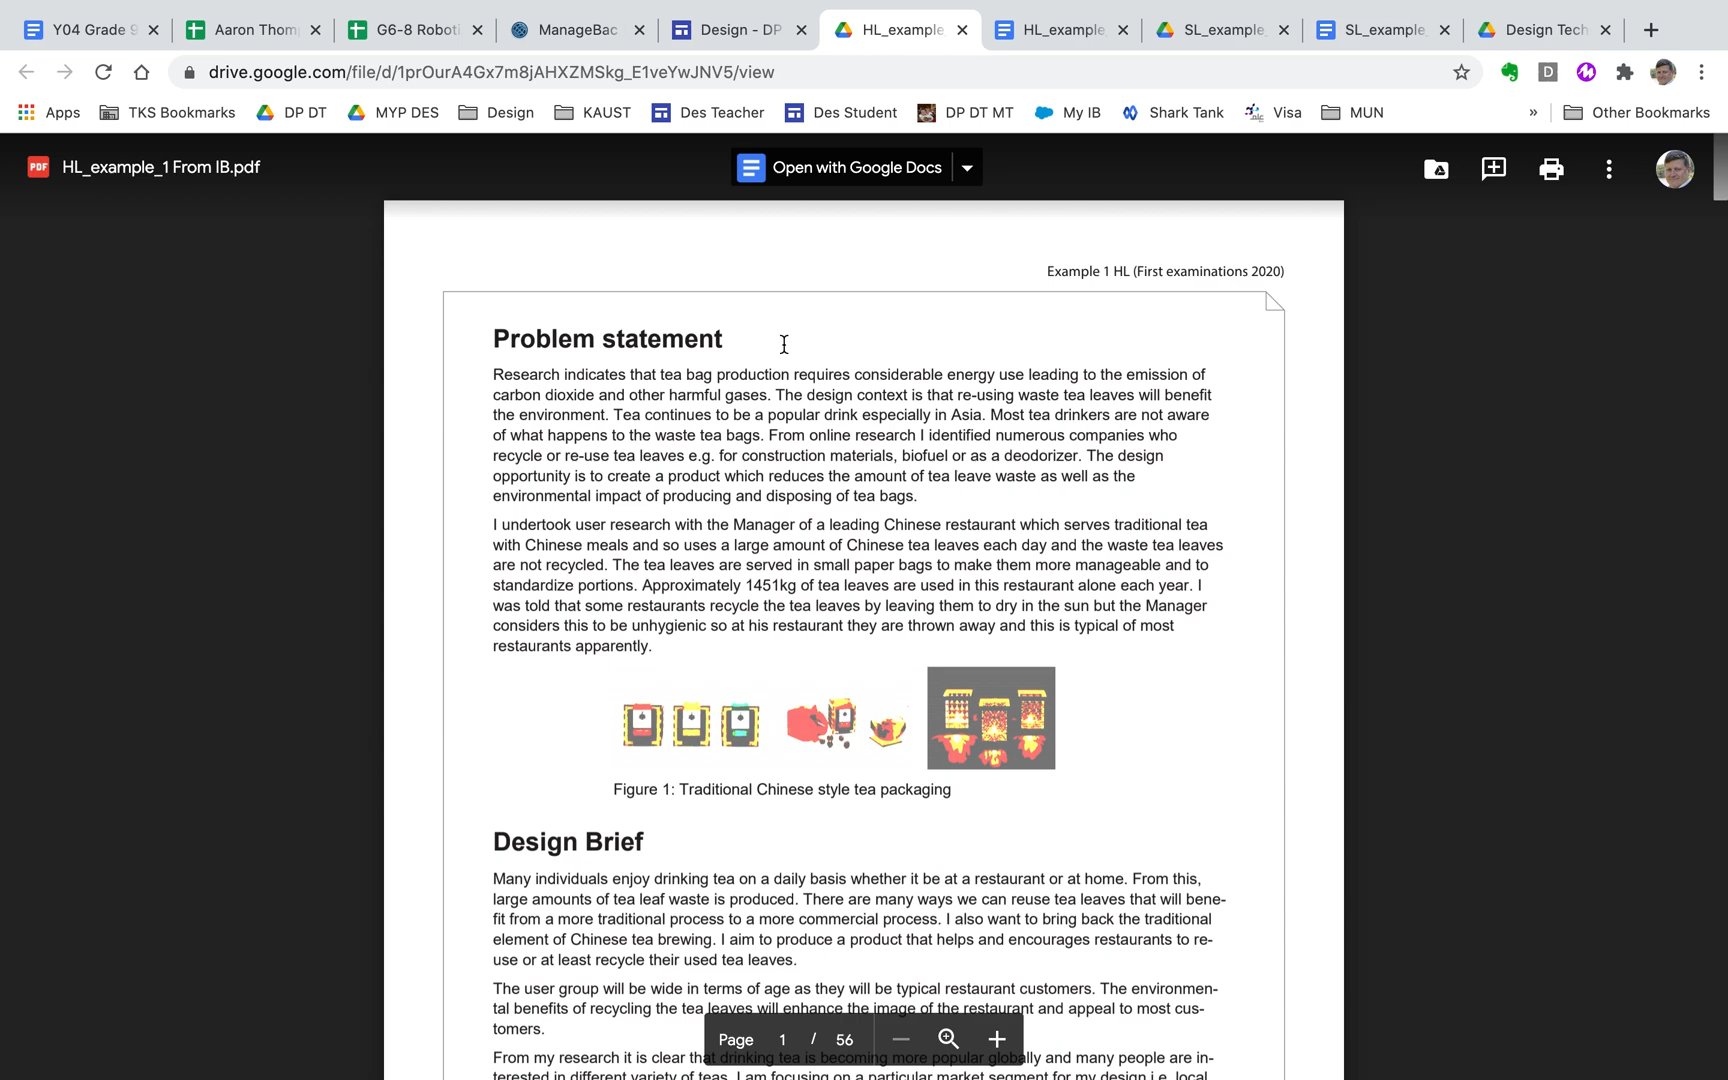 Y04 Grade 9
Aaron Thom
G6-8 Roboti
ManageBac
Design - DP
HL_example
HL_example
SL_example
SL_example
Design Tech
drive.google.com/file/d/1prOurA4Gx7m8jAHXZMSkg_E1veYwJNV5/view
D
Apps
TKS Bookmarks
DP DT
MYP DES
Design
KAUST
Des Teacher
Des Student
DP DT MT
My IB
Shark Tank
Visa
MUN
»
Other Bookmarks
PDF
HL_example_1 From IB.pdf
Open with Google Docs
Example 1 HL (First examinations 2020)
Problem statement
Research indicates that tea bag production requires considerable energy use leading to the emission of
carbon dioxide and other harmful gases. The design context is that re-using waste tea leaves will benefit
the environment. Tea continues to be a popular drink especially in Asia. Most tea drinkers are not aware
of what happens to the waste tea bags. From online research I identified numerous companies who
recycle or re-use tea leaves e.g. for construction materials, biofuel or as a deodorizer. The design
opportunity is to create a product which reduces the amount of tea leave waste as well as the
environmental impact of producing and disposing of tea bags.
I undertook user research with the Manager of a leading Chinese restaurant which serves traditional tea
with Chinese meals and so uses a large amount of Chinese tea leaves each day and the waste tea leaves
are not recycled. The tea leaves are served in small paper bags to make them more manageable and to
standardize portions. Approximately 1451kg of tea leaves are used in this restaurant alone each year. I
was told that some restaurants recycle the tea leaves by leaving them to dry in the sun but the Manager
considers this to be unhygienic so at his restaurant they are thrown away and this is typical of most
restaurants apparently.
Figure 1: Traditional Chinese style tea packaging
Design Brief
Many individuals enjoy drinking tea on a daily basis whether it be at a restaurant or at home. From this,
large amounts of tea leaf waste is produced. There are many ways we can reuse tea leaves that will bene-
fit from a more traditional process to a more commercial process. I also want to bring back the traditional
element of Chinese tea brewing. I aim to produce a product that helps and encourages restaurants to re-
use or at least recycle their used tea leaves.
The user group will be wide in terms of age as they will be typical restaurant customers. The environmen-
tal benefits of recycling the tea leaves will enhance the image of the restaurant and appeal to most cus-
tomers.
Page 1 / 56
From my research it is clear that drinking tea is becoming more popular globally and many people are in-
terested in different variety of teas. I am focusing on a particular market segment for my design i.e. local